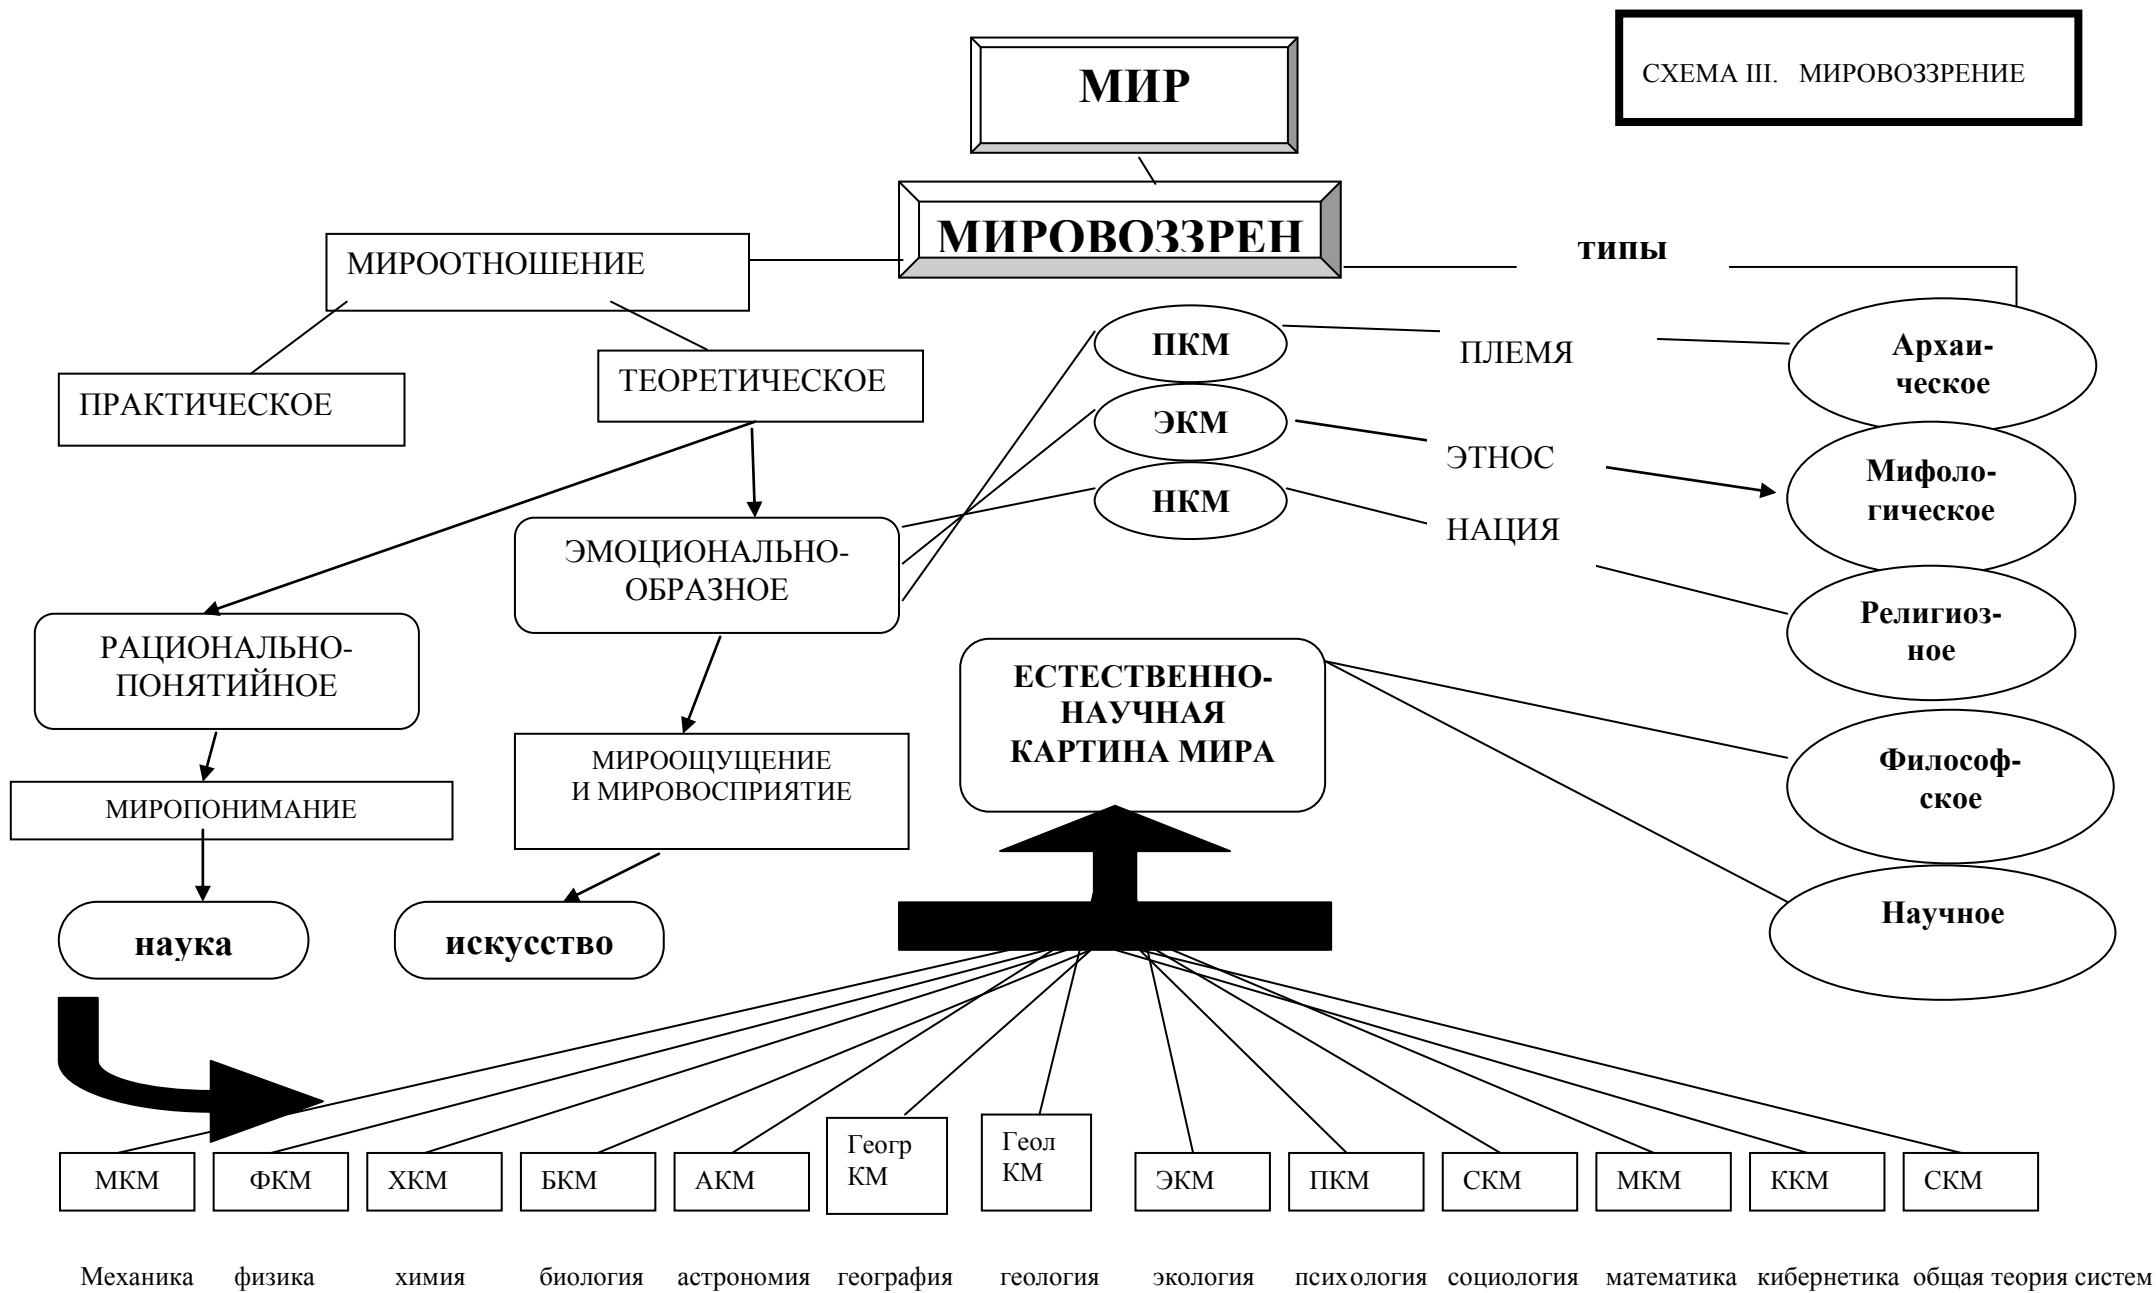 МИР
СХЕМА III. МИРОВОЗЗРЕНИЕ
МИРОВОЗЗРЕН
типы
МИРООТНОШЕНИЕ
ПРАКТИЧЕСКОЕ
ТЕОРЕТИЧЕСКОЕ
ПКМ
ПЛЕМЯ
Архаи-
ческое
ЭКМ
ЭТНОС
Мифоло-
гическое
НКМ
НАЦИЯ
Религиоз-
ное
ЭМОЦИОНАЛЬНО-
ОБРАЗНОЕ
РАЦИОНАЛЬНО-
ПОНЯТИЙНОЕ
ЕСТЕСТВЕННО-
НАУЧНАЯ
КАРТИНА МИРА
Философ-
ское
МИРОПОНИМАНИЕ
МИРООЩУЩЕНИЕ
И МИРОВОСПРИЯТИЕ
Научное
наука
искусство
МКМ
ФКМ
ХКМ
БКМ
АКМ
Геогр
КМ
Геол
КМ
ЭКМ
ПКМ
СКМ
МКМ
ККМ
СКМ
Механика физика химия биология астрономия география геология экология психология социология математика кибернетика общая теория систем